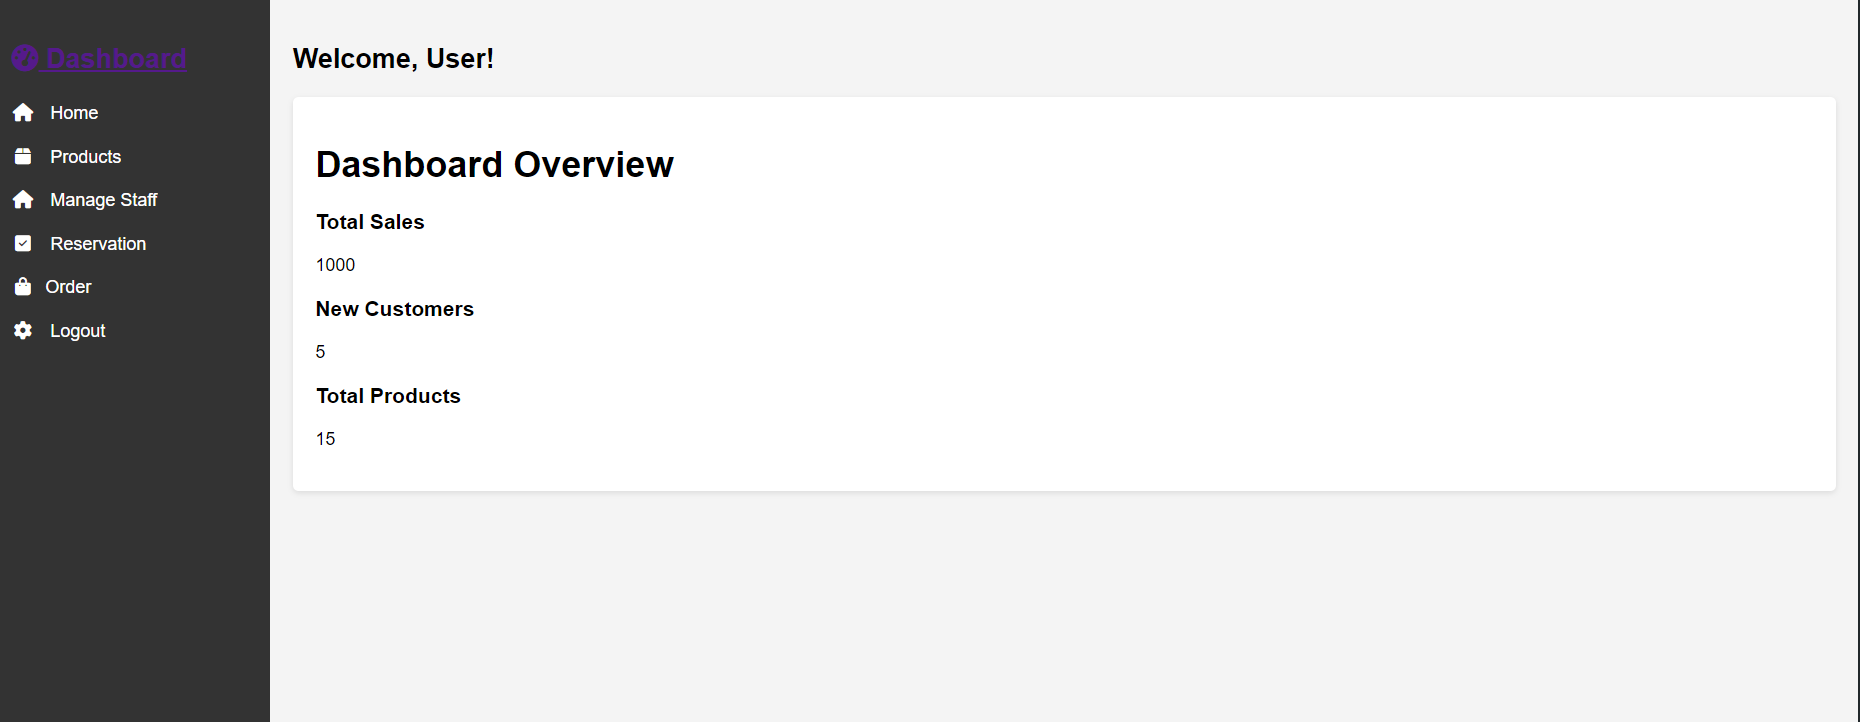 Dashboard
Home
Products
Manage Staff
Reservation
Order
Logout
Welcome, User!
Dashboard Overview
Total Sales
1000
New Customers
5
Total Products
15